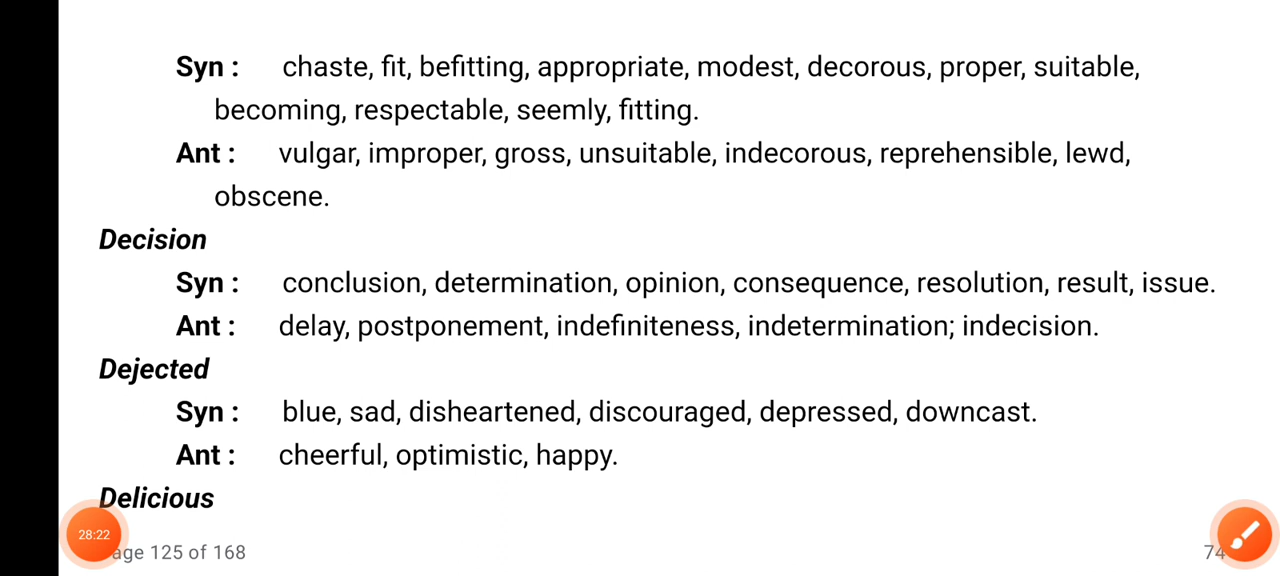 Syn : chaste, fit, befitting, appropriate, modest, decorous, proper, suitable,
becoming, respectable, seemly, fitting.
Ant : vulgar, improper, gross, unsuitable, indecorous, reprehensible, lewd,
obscene.
Decision
Syn : conclusion, determination, opinion, consequence, resolution, result, issue.
Ant : delay, postponement, indefiniteness, indetermination; indecision.
Dejected
Syn : blue, sad, disheartened, discouraged, depressed, downcast.
Ant : cheerful, optimistic, happy.
Delicious
28:22
age 125 of 168 74